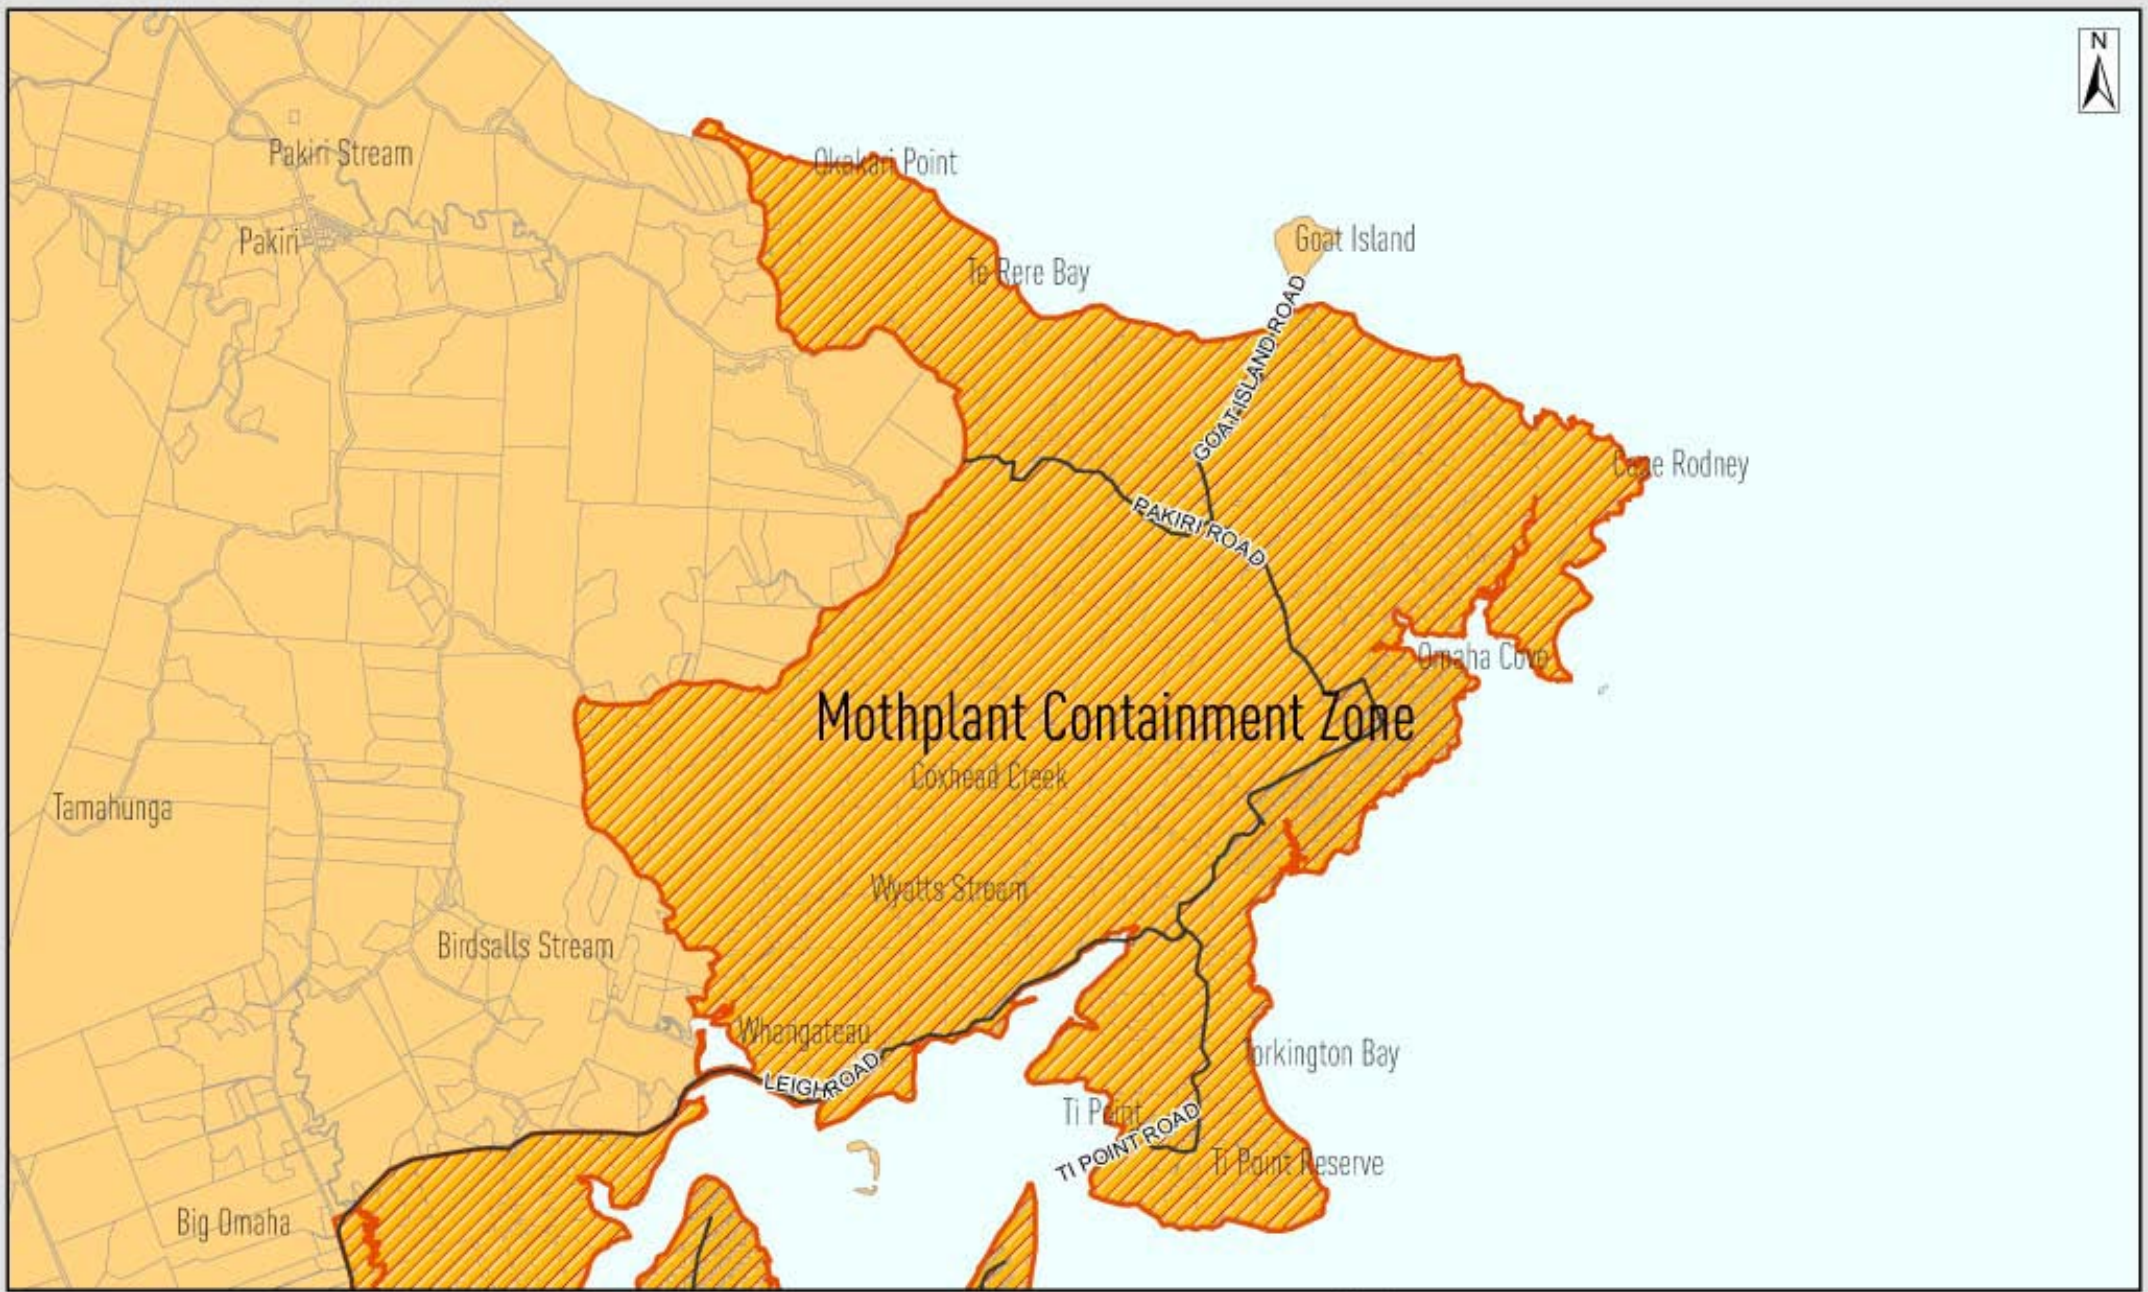 N
Pakiri Stream
Okakari Point
Pakiri
Goat Island
Te Rere Bay
GOAT ISLAND ROAD
Cape Rodney
PAKIRI ROAD
Omaha Cove
Mothplant Containment Zone
Coxhead Creek
Tamahunga
Wyatts Stream
Birdsalls Stream
Whangateau
Torkington Bay
LEIGH ROAD
Ti Point
TI POINT ROAD
Ti Point Reserve
Big Omaha